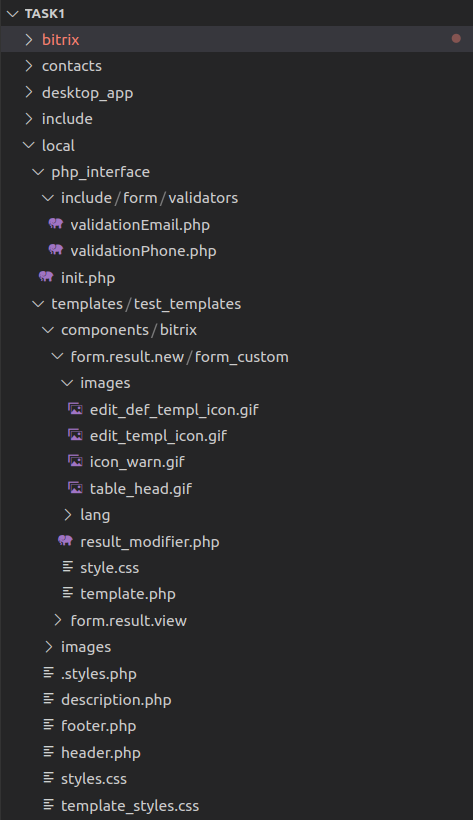 TASK1
bitrix
contacts
desktop_app
include
local
php_interface
include/form/validators
validationEmail.php
validationPhone.php
init.php
templates/test_templates
components/bitrix
form.result.new/form_custom
images
edit_def_templ_icon.gif
edit_templ_icon.gif
icon_warn.gif
table_head.gif
lang
result_modifier.php
style.css
template.php
form.result.view
images
.styles.php
description.php
footer.php
header.php
styles.css
template_styles.css